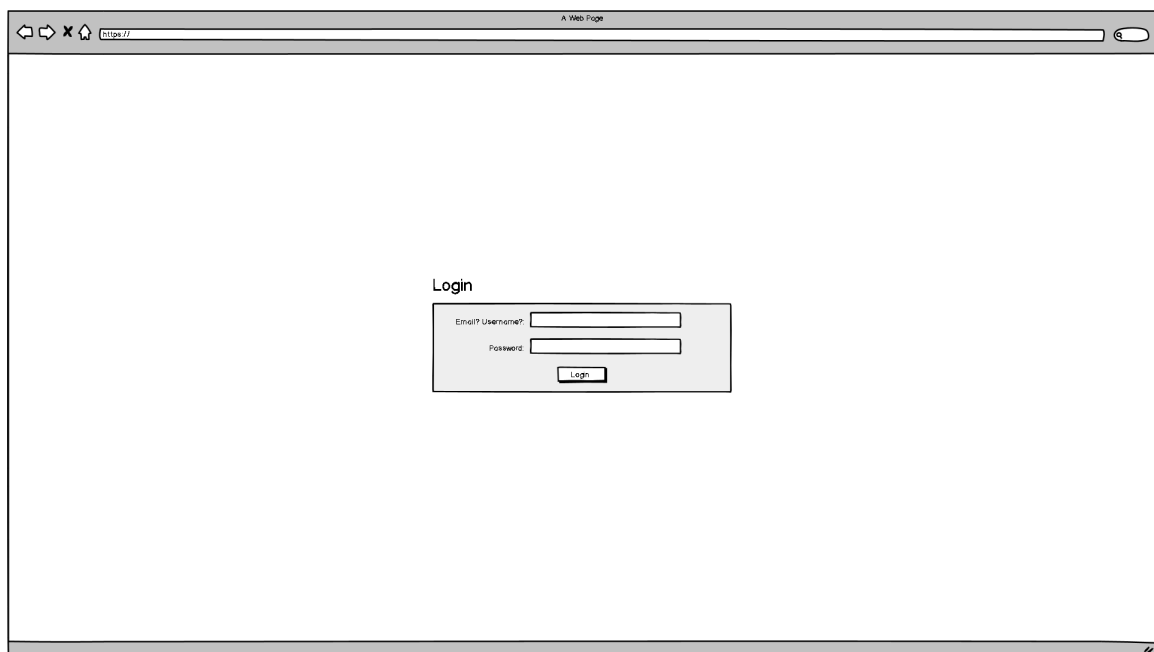 A Web Page
https://
Login
Email? Username?:
Password:
Login